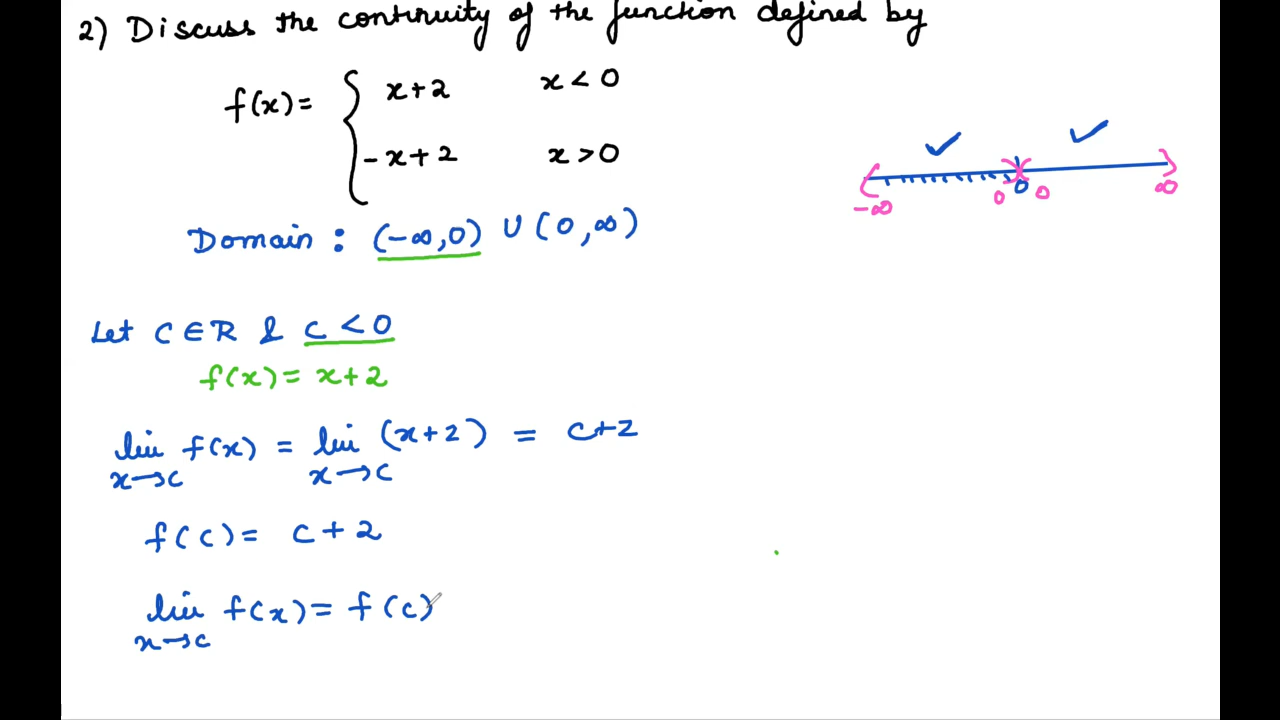 2) Discuss the continuity of the function defined by
f(x) = { x+2 x < 0
-x+2 x > 0
-∞ 0 0 0 ∞
Domain : (-∞,0) ∪ (0,∞)
Let C ∈ R & c < 0
f(x) = x+2
lim x→c f(x) = lim x→c (x+2) = c+2
f(c) = c+2
lim x→c f(x) = f(c)